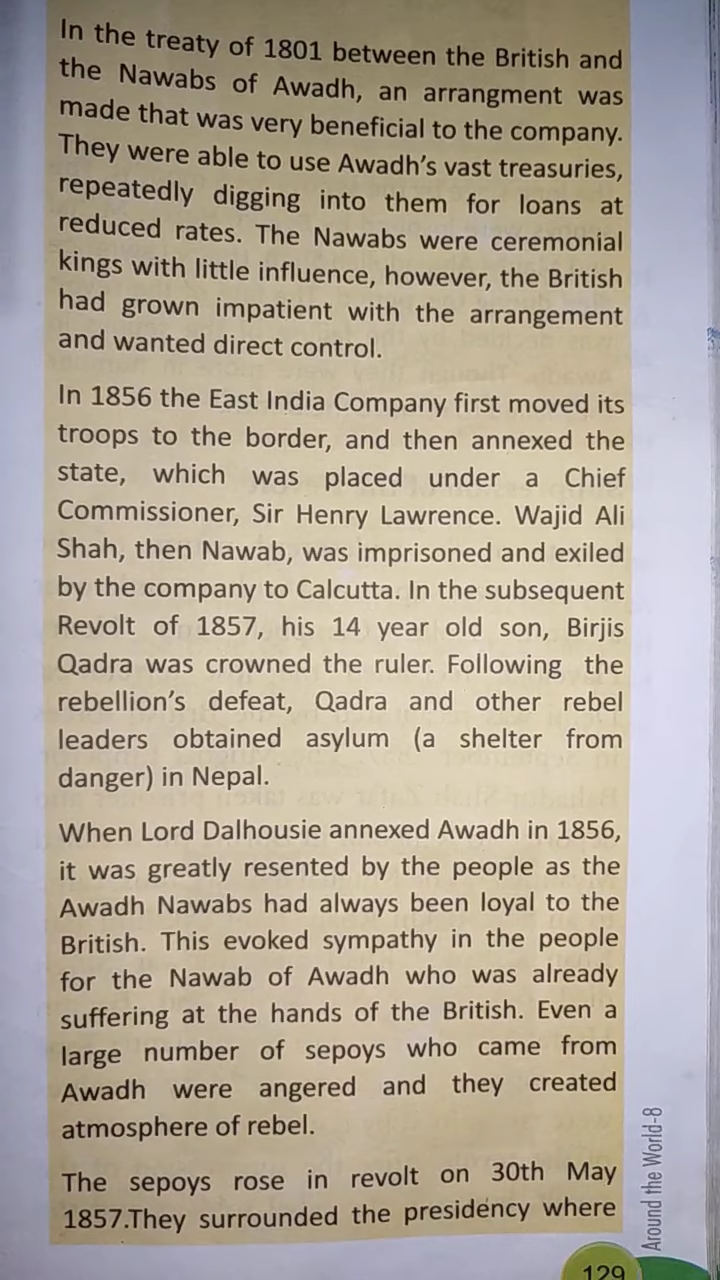 In the treaty of 1801 between the British and
the Nawabs of Awadh, an arrangment was
made that was very beneficial to the company.
They were able to use Awadh's vast treasuries,
repeatedly digging into them for loans at
reduced rates. The Nawabs were ceremonial
kings with little influence, however, the British
had grown impatient with the arrangement
and wanted direct control.
In 1856 the East India Company first moved its
troops to the border, and then annexed the
state, which was placed under a Chief
Commissioner, Sir Henry Lawrence. Wajid Ali
Shah, then Nawab, was imprisoned and exiled
by the company to Calcutta. In the subsequent
Revolt of 1857, his 14 year old son, Birjis
Qadra was crowned the ruler. Following the
rebellion's defeat, Qadra and other rebel
leaders obtained asylum (a shelter from
danger) in Nepal.
When Lord Dalhousie annexed Awadh in 1856,
it was greatly resented by the people as the
Awadh Nawabs had always been loyal to the
British. This evoked sympathy in the people
for the Nawab of Awadh who was already
suffering at the hands of the British. Even a
large number of sepoys who came from
Awadh were angered and they created
atmosphere of rebel.
The sepoys rose in revolt on 30th May
1857.They surrounded the presidency where
Around the World-8
129